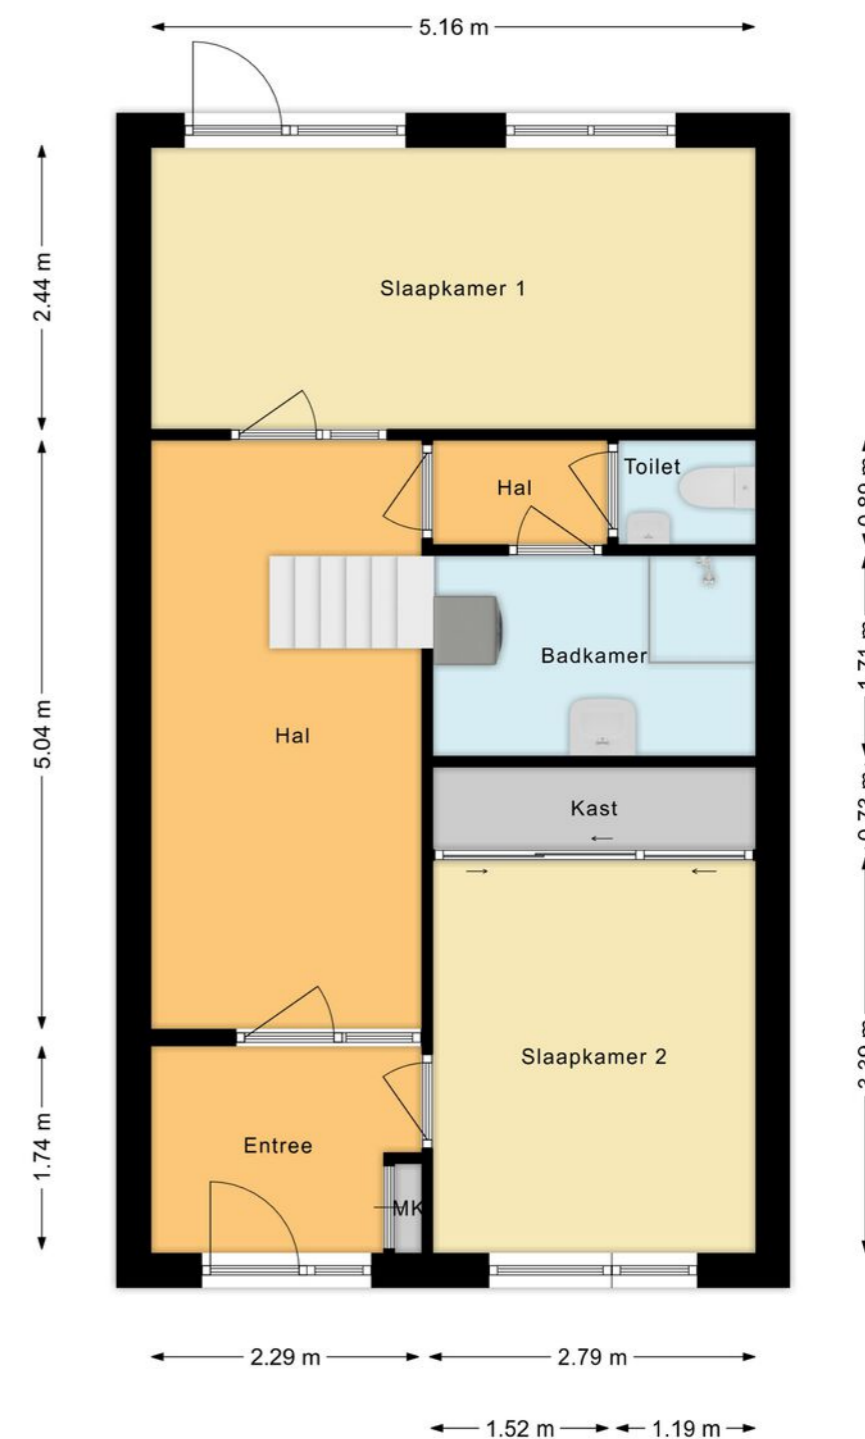 5.16 m
2.44 m
Slaapkamer 1
Hal
Toilet
Badkamer
5.04 m
Hal
Kast
Slaapkamer 2
1.74 m
Entree
MK
2.29 m
2.79 m
1.52 m
1.19 m